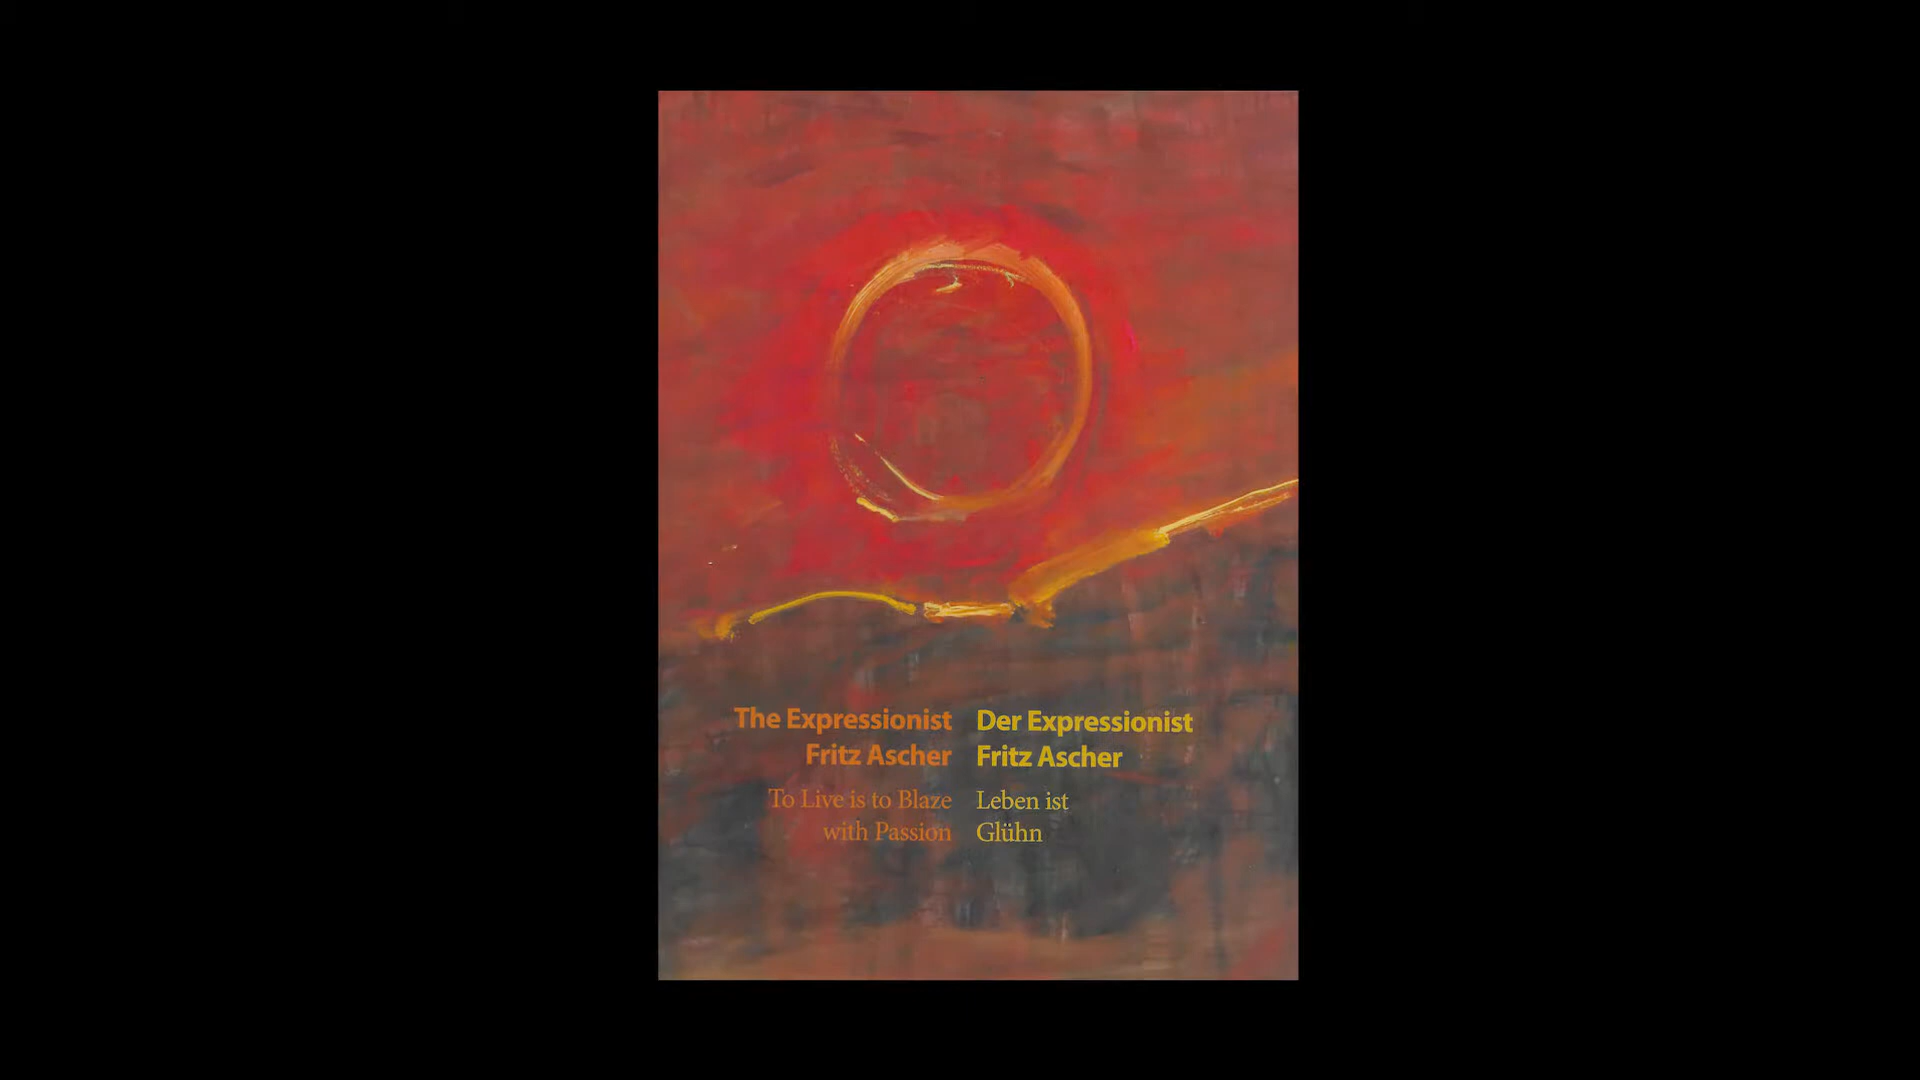 The Expressionist
Fritz Ascher
To Live is to Blaze
with Passion
Der Expressionist
Fritz Ascher
Leben ist
Glühn